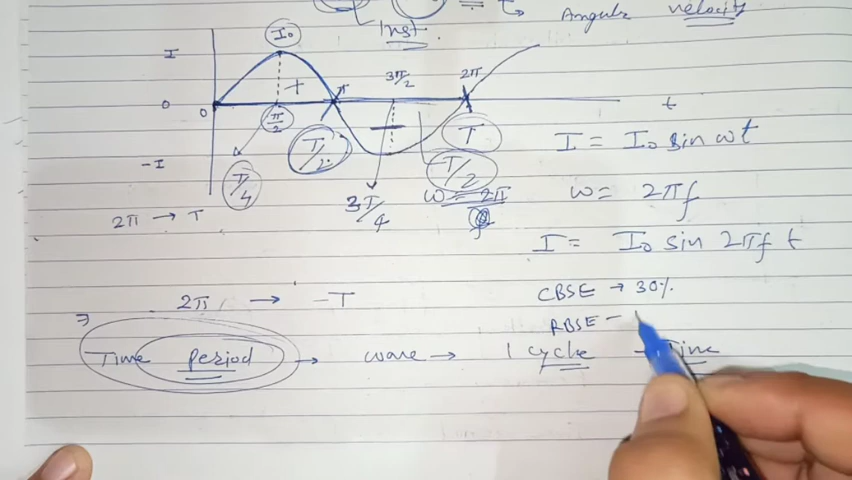 T
Angular velocity
Inst.
I
I₀
+
0
0
π/2
π
3π/2
2π
t
-I
T/4
T/2
3T/4
T/2
T
ω = 2π
I = I₀ sin ωt
ω = 2πf
I = I₀ sin 2πf t
2π → T
CBSE → 30%
2π → -T
RBSE -
⇒ Time period → wave → 1 cycle - Time